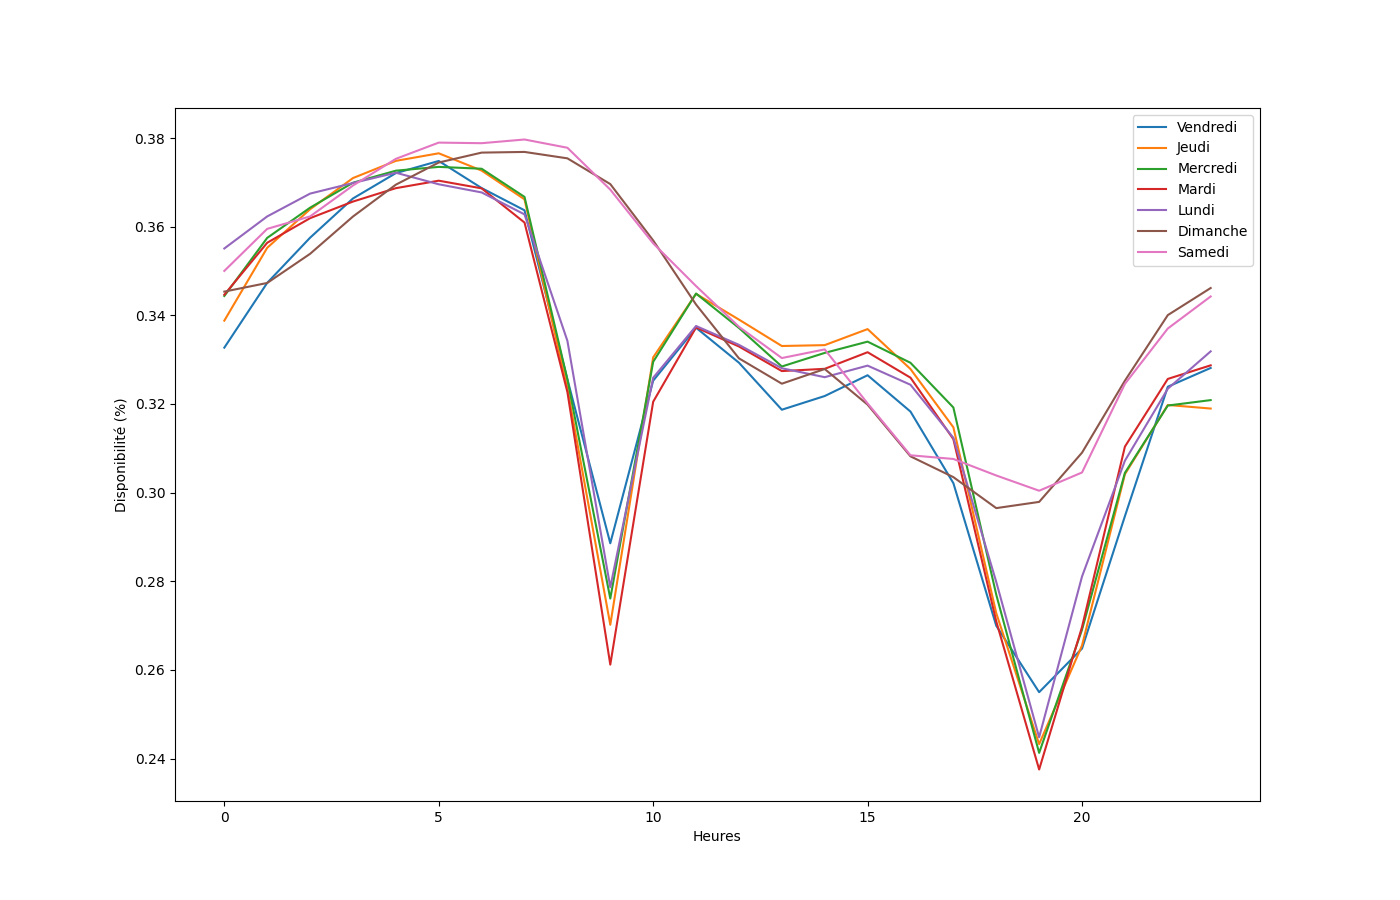 0.38
0.36
0.34
0.32
0.30
0.28
0.26
0.24
Disponibilité (%)
0 5 10 15 20
Heures
Vendredi
Jeudi
Mercredi
Mardi
Lundi
Dimanche
Samedi